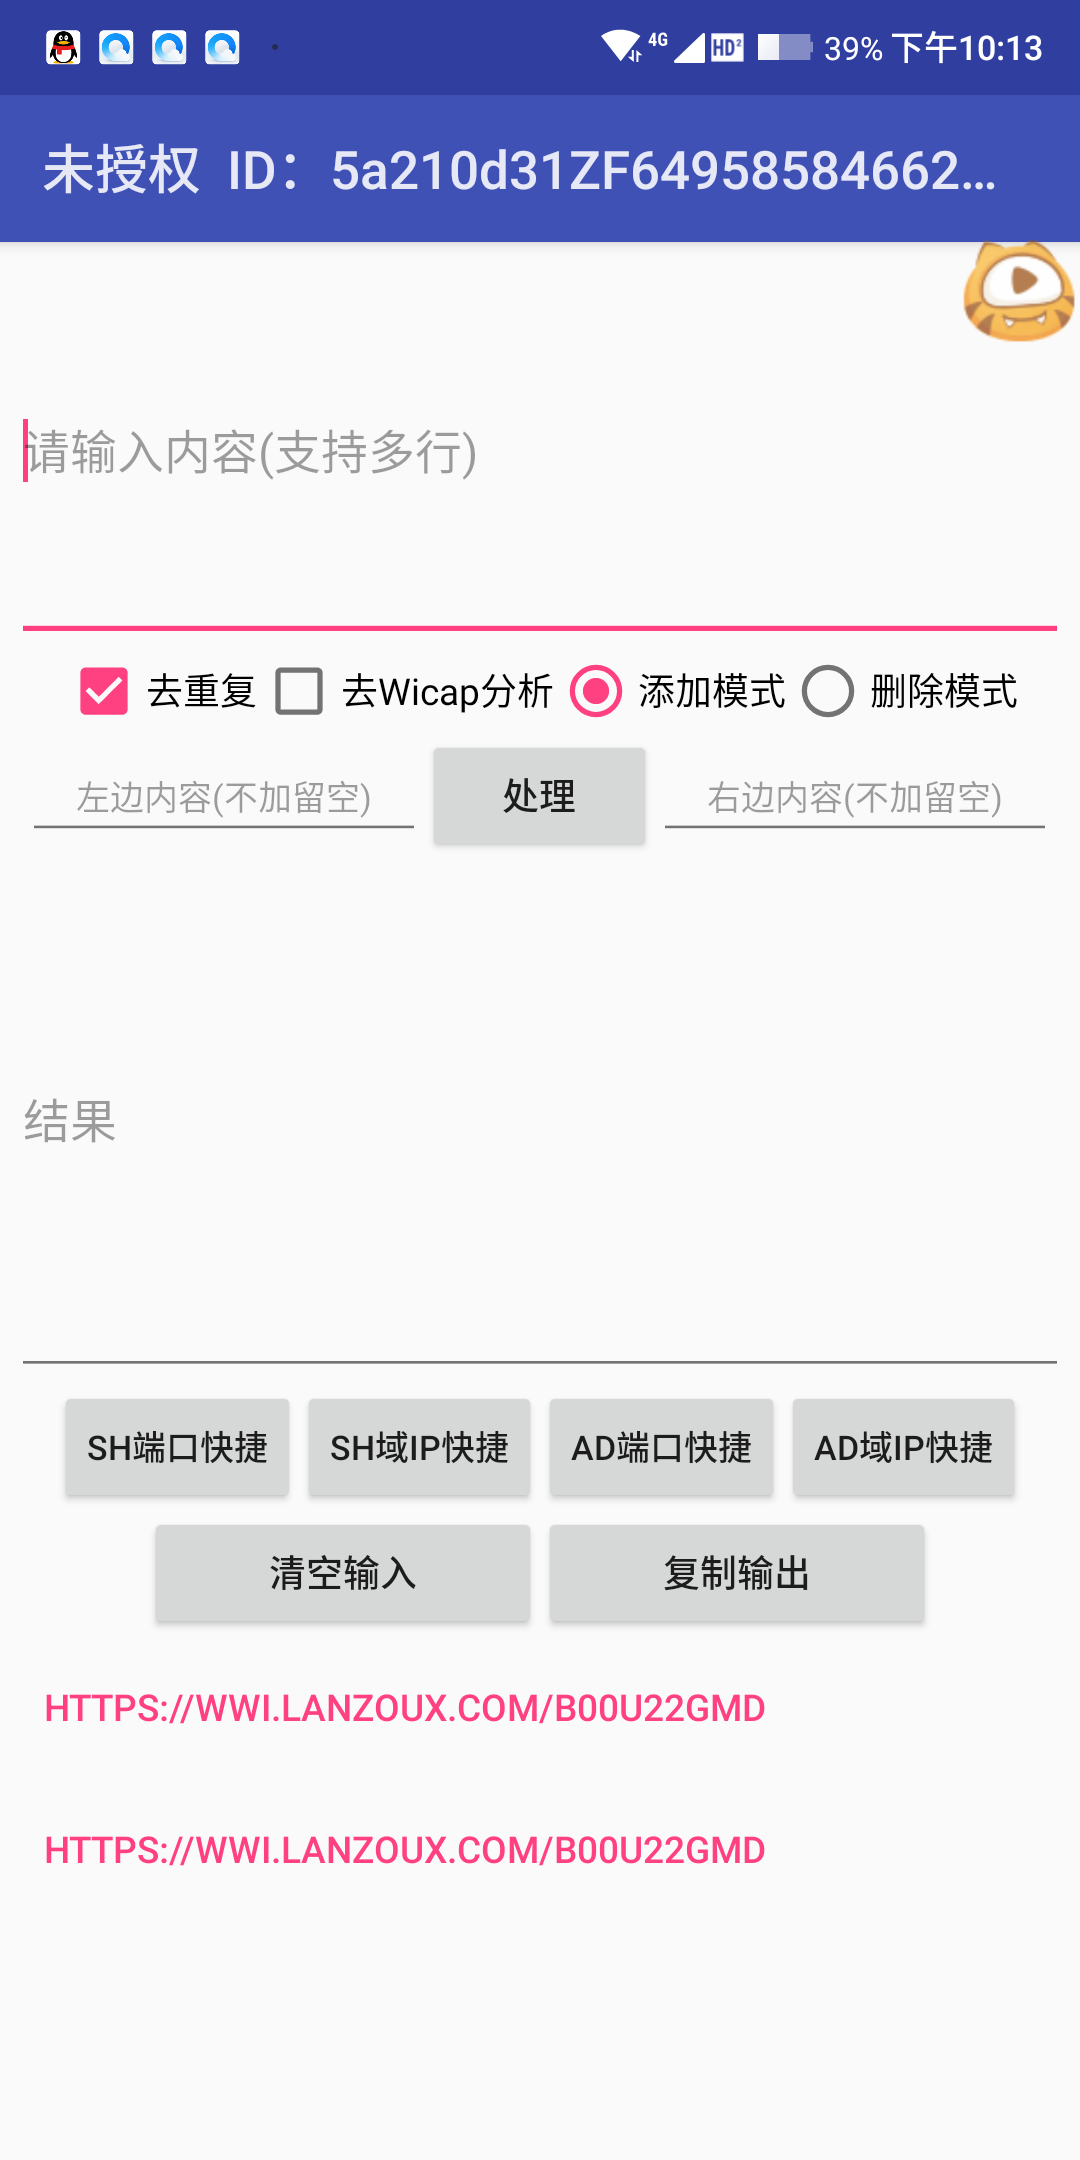 4G HD² 39% 下午10:13
未授权 ID：5a210d31ZF64958584662...
请输入内容(支持多行)
去重复 去Wicap分析 添加模式 删除模式
左边内容(不加留空) 处理 右边内容(不加留空)
结果
SH端口快捷 SH域IP快捷 AD端口快捷 AD域IP快捷
清空输入 复制输出
HTTPS://WWI.LANZOUX.COM/B00U22GMD
HTTPS://WWI.LANZOUX.COM/B00U22GMD